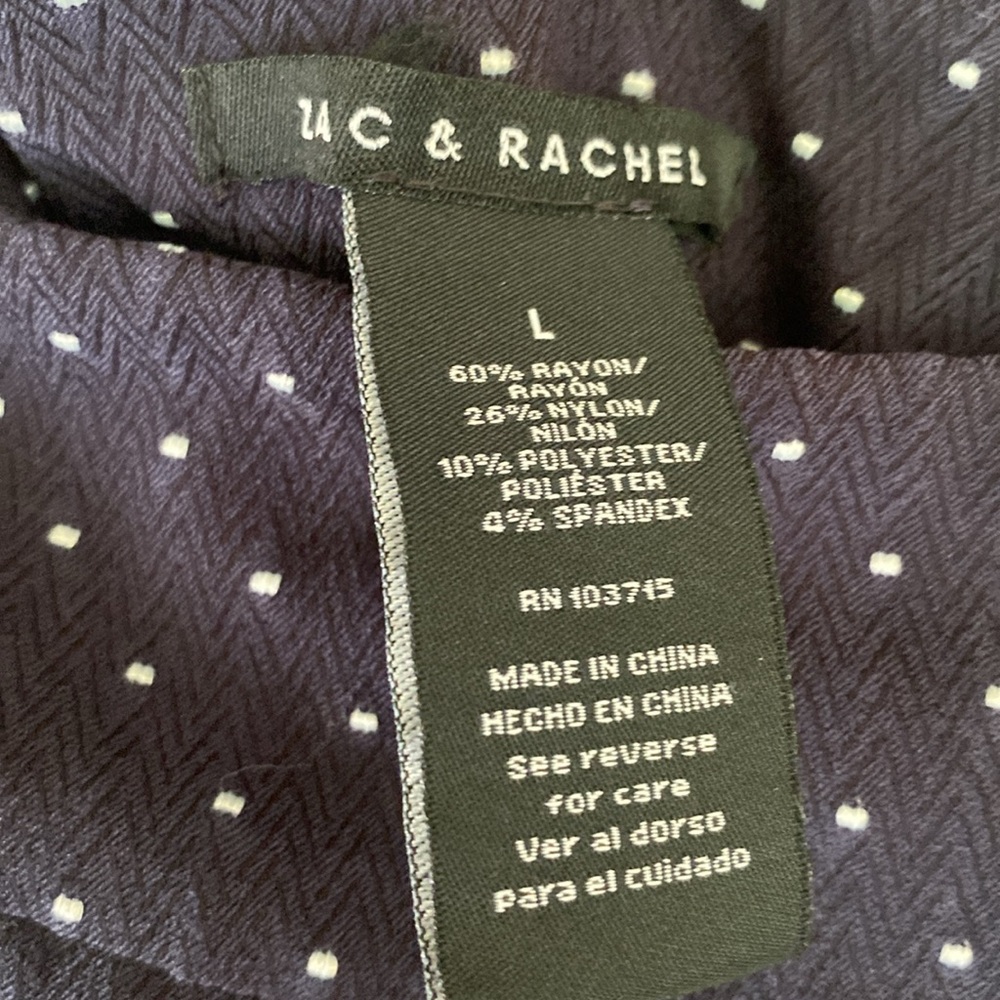 ZAC & RACHEL
L
60% RAYON/
RAYÓN
26% NYLON/
NILÓN
10% POLYESTER/
POLIÉSTER
4% SPANDEX
RN 103715
MADE IN CHINA
HECHO EN CHINA
See reverse
for care
Ver al dorso
para el cuidado